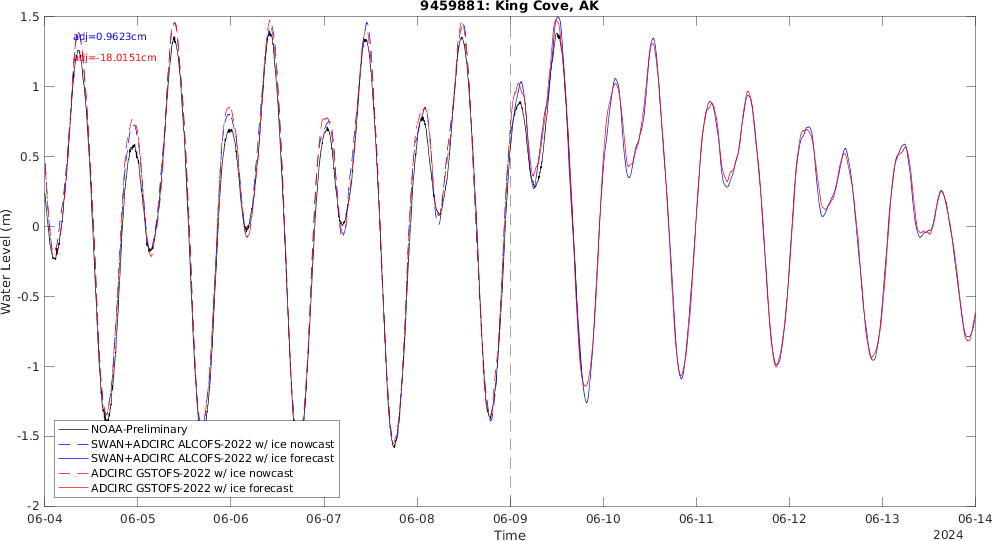 9459881: King Cove, AK
adj=0.9623cm
adj=-18.0151cm
1.5
1
0.5
0
-0.5
-1
-1.5
-2
Water Level (m)
NOAA-Preliminary
SWAN+ADCIRC ALCOFS-2022 w/ ice nowcast
SWAN+ADCIRC ALCOFS-2022 w/ ice forecast
ADCIRC GSTOFS-2022 w/ ice nowcast
ADCIRC GSTOFS-2022 w/ ice forecast
06-04 06-05 06-06 06-07 06-08 06-09 06-10 06-11 06-12 06-13 06-14
Time
2024